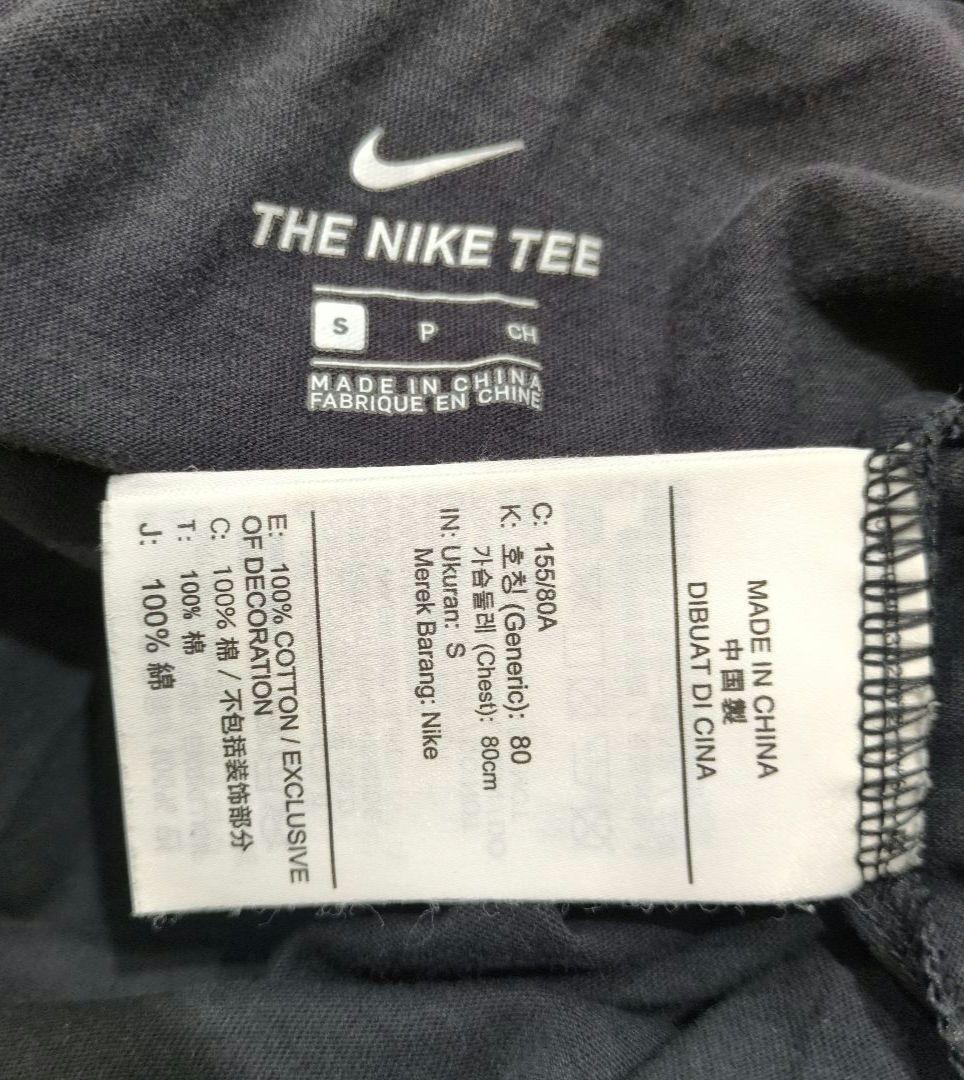 THE NIKE TEE
S P CH
MADE IN CHINA
FABRIQUE EN CHINE
MADE IN CHINA
中国製
DIBUAT DI CINA
C: 155/80A
K: 호칭 (Generic): 80
가슴둘레 (Chest): 80cm
IN: Ukuran: S
Merek Barang: Nike
E: 100% COTTON / EXCLUSIVE
OF DECORATION
C: 100% 棉 / 不包括装饰部分
T: 100% 棉
J: 100% 綿